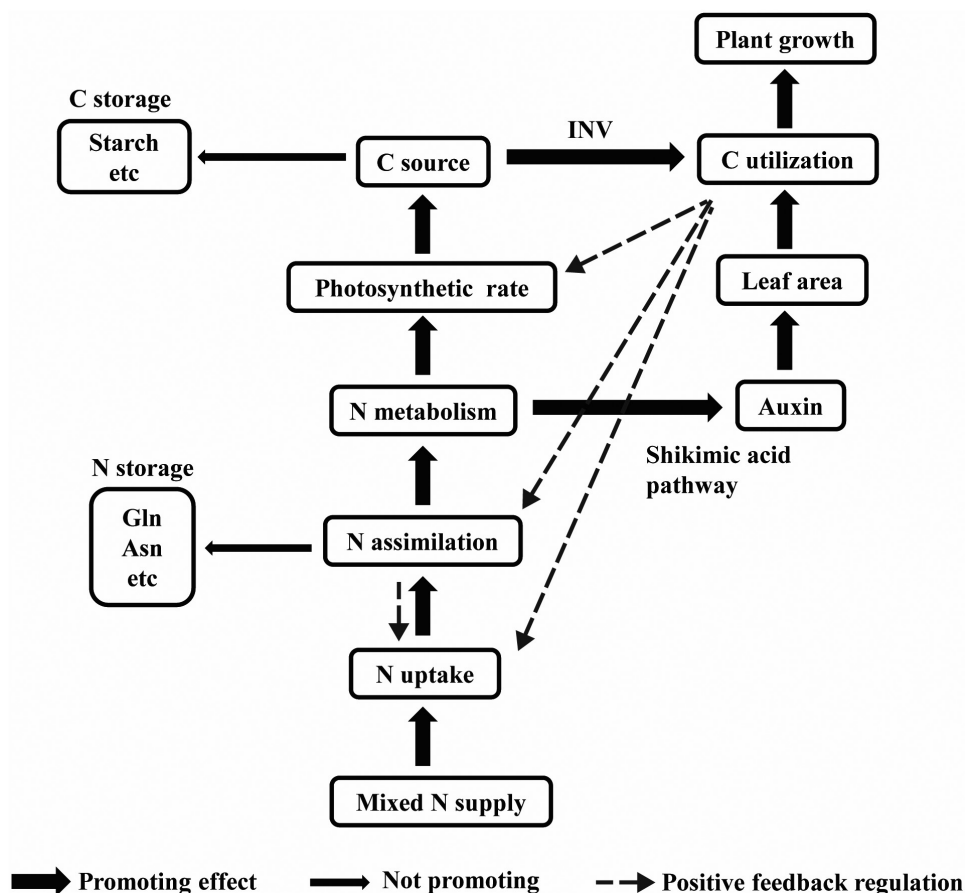 Plant growth
C storage
Starch
etc
C source
INV
C utilization
Photosynthetic rate
Leaf area
N metabolism
Auxin
Shikimic acid
pathway
N storage
Gln
Asn
etc
N assimilation
N uptake
Mixed N supply
Promoting effect
Not promoting
Positive feedback regulation